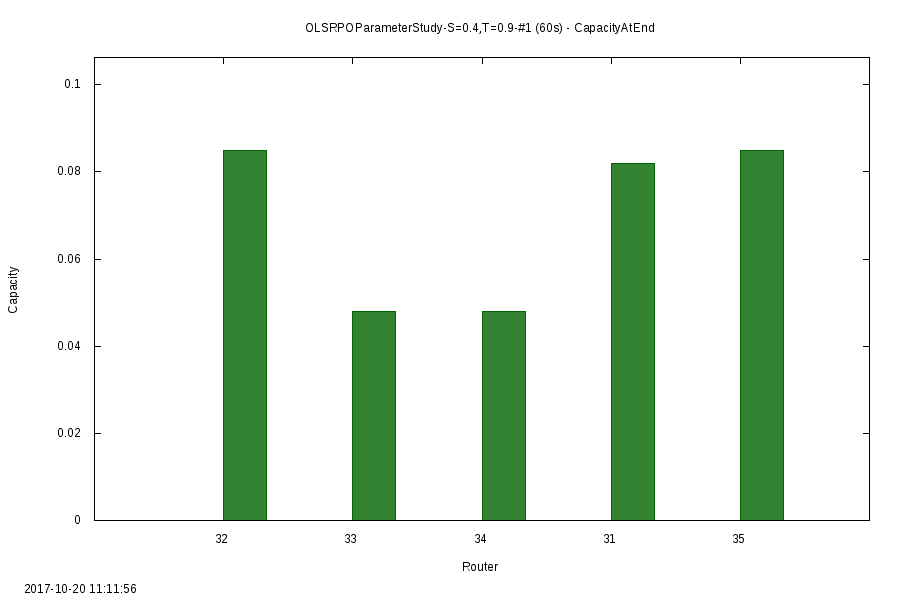 OLSRPOParameterStudy-S=0.4,T=0.9-#1 (60s) - CapacityAtEnd
0.1
0.08
0.06
0.04
0.02
0
Capacity
32 33 34 31 35
Router
2017-10-20 11:11:56